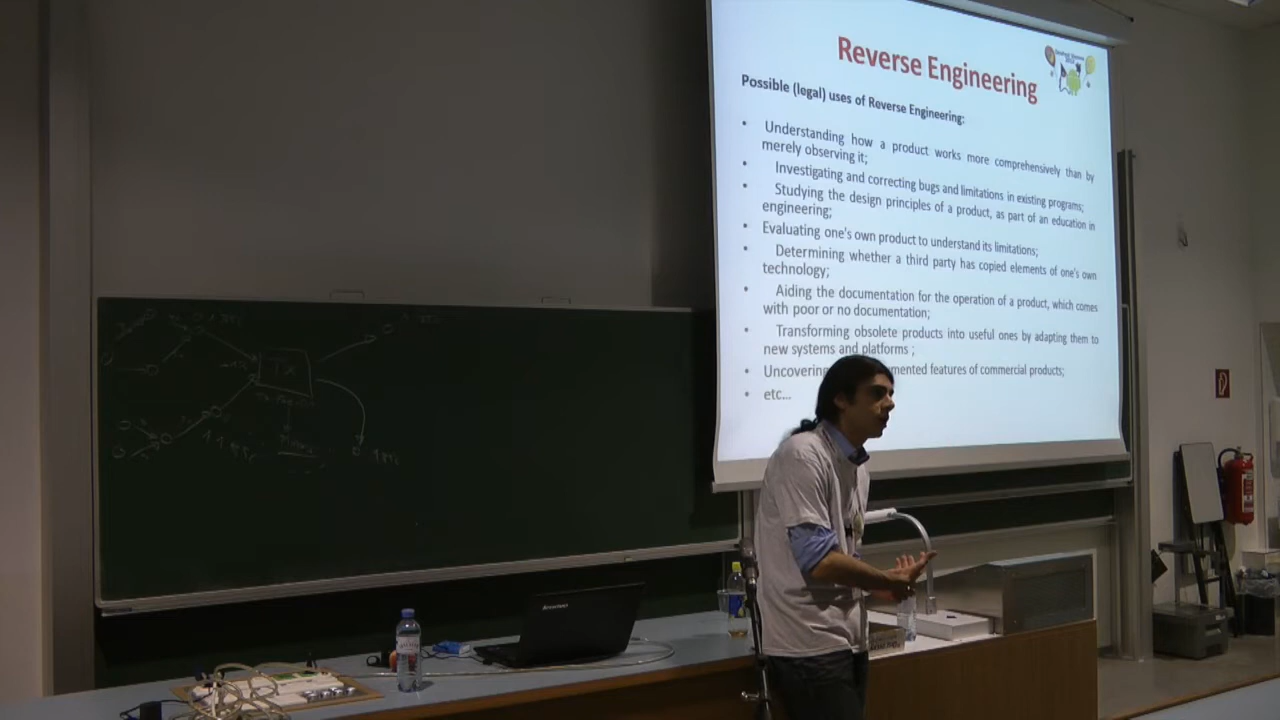 Reverse Engineering
Possible (legal) uses of Reverse Engineering:
• Understanding how a product works more comprehensively than by
merely observing it;
• Investigating and correcting bugs and limitations in existing programs;
• Studying the design principles of a product, as part of an education in
engineering;
• Evaluating one's own product to understand its limitations;
• Determining whether a third party has copied elements of one's own
technology;
• Aiding the documentation for the operation of a product, which comes
with poor or no documentation;
• Transforming obsolete products into useful ones by adapting them to
new systems and platforms ;
• Uncovering mented features of commercial products;
• etc...
Tx
lenovo